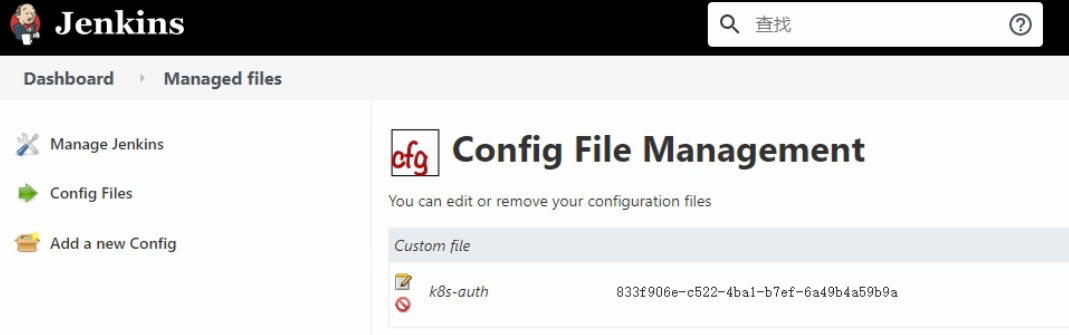 Jenkins
查找
Dashboard
Managed files
Manage Jenkins
Config Files
Add a new Config
cfg
Config File Management
You can edit or remove your configuration files
Custom file
k8s-auth
833f906e-c522-4ba1-b7ef-6a49b4a59b9a